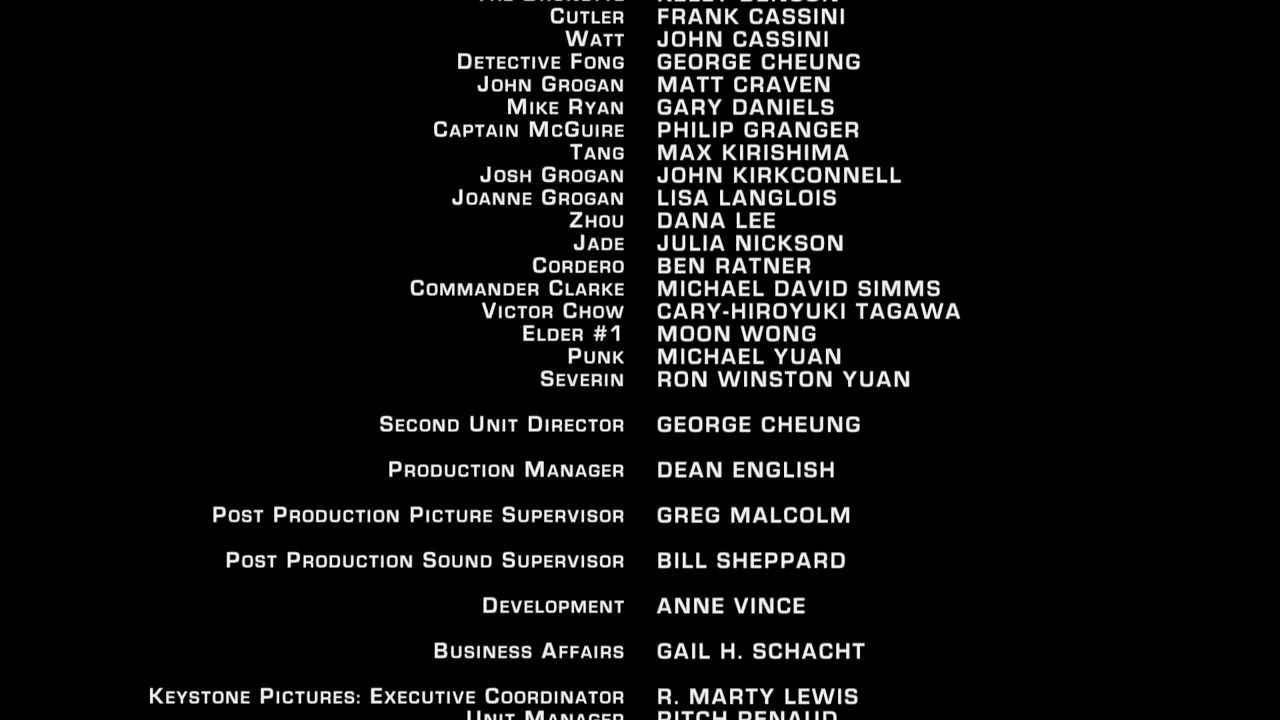 CUTLER FRANK CASSINI
WATT JOHN CASSINI
DETECTIVE FONG GEORGE CHEUNG
JOHN GROGAN MATT CRAVEN
MIKE RYAN GARY DANIELS
CAPTAIN MCGUIRE PHILIP GRANGER
TANG MAX KIRISHIMA
JOSH GROGAN JOHN KIRKCONNELL
JOANNE GROGAN LISA LANGLOIS
ZHOU DANA LEE
JADE JULIA NICKSON
CORDERO BEN RATNER
COMMANDER CLARKE MICHAEL DAVID SIMMS
VICTOR CHOW CARY-HIROYUKI TAGAWA
ELDER #1 MOON WONG
PUNK MICHAEL YUAN
SEVERIN RON WINSTON YUAN
SECOND UNIT DIRECTOR GEORGE CHEUNG
PRODUCTION MANAGER DEAN ENGLISH
POST PRODUCTION PICTURE SUPERVISOR GREG MALCOLM
POST PRODUCTION SOUND SUPERVISOR BILL SHEPPARD
DEVELOPMENT ANNE VINCE
BUSINESS AFFAIRS GAIL H. SCHACHT
KEYSTONE PICTURES: EXECUTIVE COORDINATOR R. MARTY LEWIS
UNIT MANAGER RITCH RENAUD